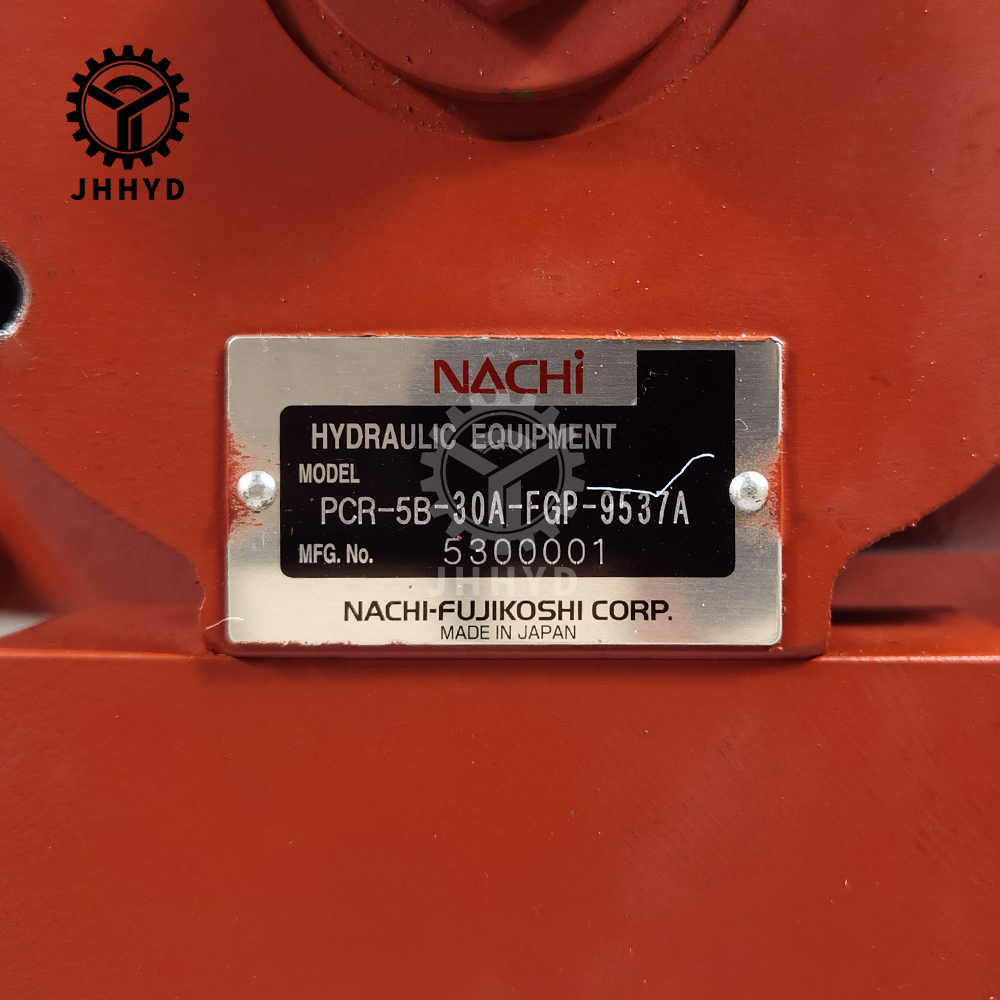 JHHYD
NACHi
HYDRAULIC EQUIPMENT
MODEL
PCR-5B-30A-FGP-9537A
MFG. No. 5300001
JHHYD
NACHI-FUJIKOSHI CORP.
MADE IN JAPAN